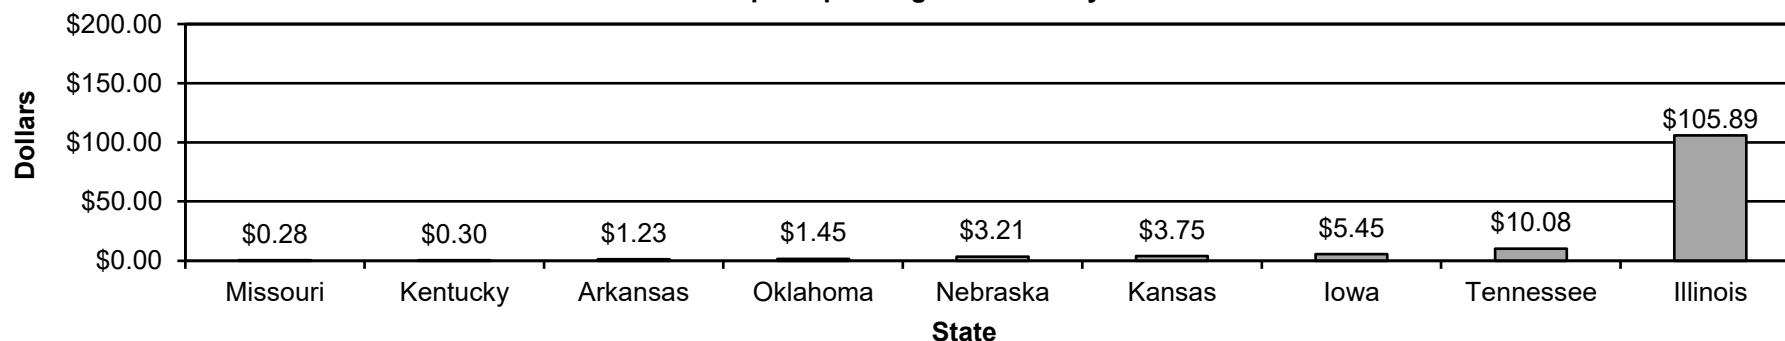 $200.00
$150.00
$100.00
$50.00
$0.00
Dollars
$0.28 $0.30 $1.23 $1.45 $3.21 $3.75 $5.45 $10.08 $105.89
Missouri Kentucky Arkansas Oklahoma Nebraska Kansas Iowa Tennessee Illinois
State